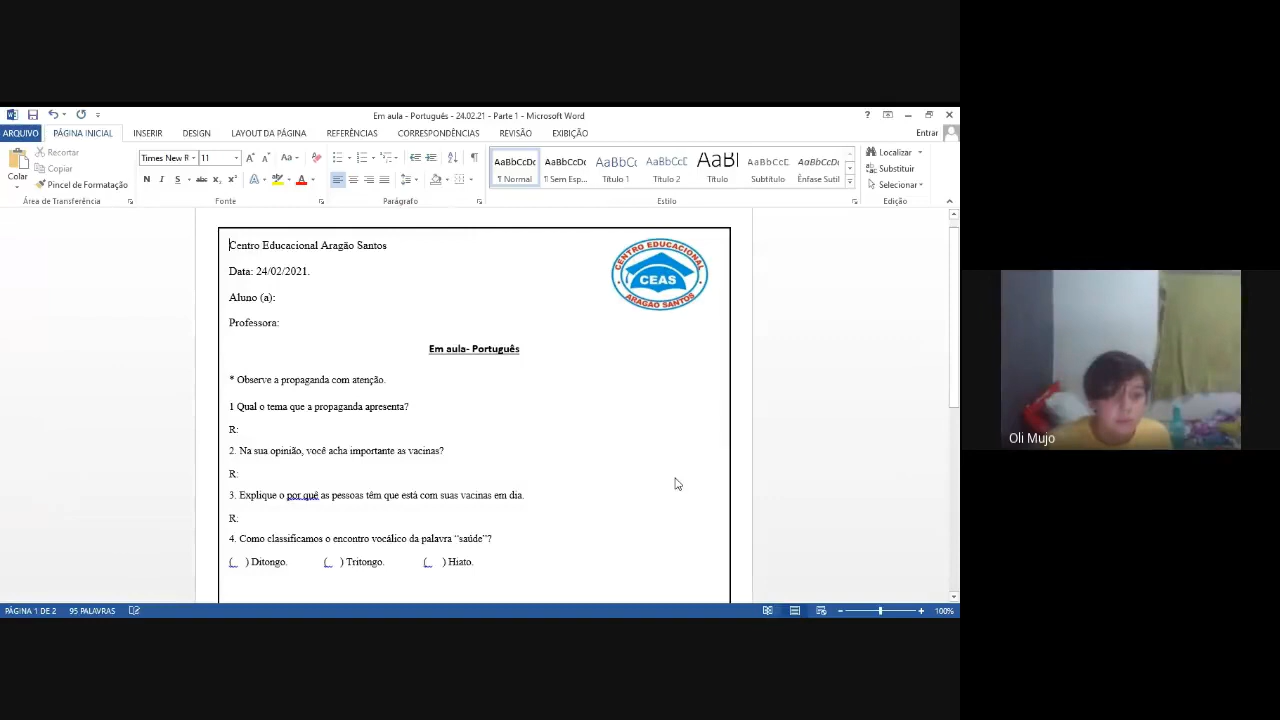 Em aula - Português - 24.02.21 - Parte 1 - Microsoft Word
ARQUIVO PÁGINA INICIAL INSERIR DESIGN LAYOUT DA PÁGINA REFERÊNCIAS CORRESPONDÊNCIAS REVISÃO EXIBIÇÃO Entrar
Colar
Recortar
Copiar
Pincel de Formatação
Área de Transferência
Times New R 11
N I S abc x₂ x²
Fonte
Parágrafo
AaBbCcDc AaBbCcDc AaBbCc AaBbCcD AaBl AaBbCcD AaBbCcDc
¶ Normal ¶ Sem Esp... Título 1 Título 2 Título Subtítulo Ênfase Sutil
Estilo
Localizar
Substituir
Selecionar
Edição
Centro Educacional Aragão Santos
Data: 24/02/2021.
Aluno (a):
Professora:
CENTRO EDUCACIONAL
CEAS
ARAGÃO SANTOS
Em aula- Português
* Observe a propaganda com atenção.
1 Qual o tema que a propaganda apresenta?
R:
2. Na sua opinião, você acha importante as vacinas?
R:
3. Explique o por quê as pessoas têm que está com suas vacinas em dia.
R:
4. Como classificamos o encontro vocálico da palavra “saúde”?
( ) Ditongo. ( ) Tritongo. ( ) Hiato.
PÁGINA 1 DE 2 95 PALAVRAS 100%
Oli Mujo